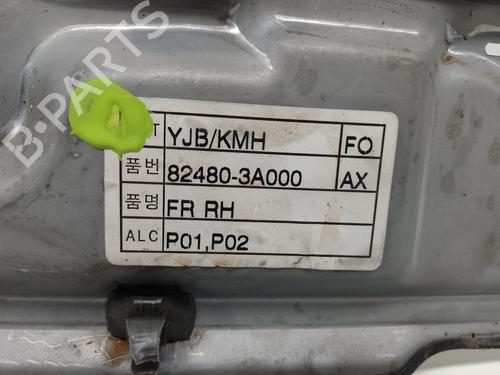 B-PARTS
T YJB/KMH FO
품번 82480-3A000 AX
품명 FR RH
ALC P01,P02